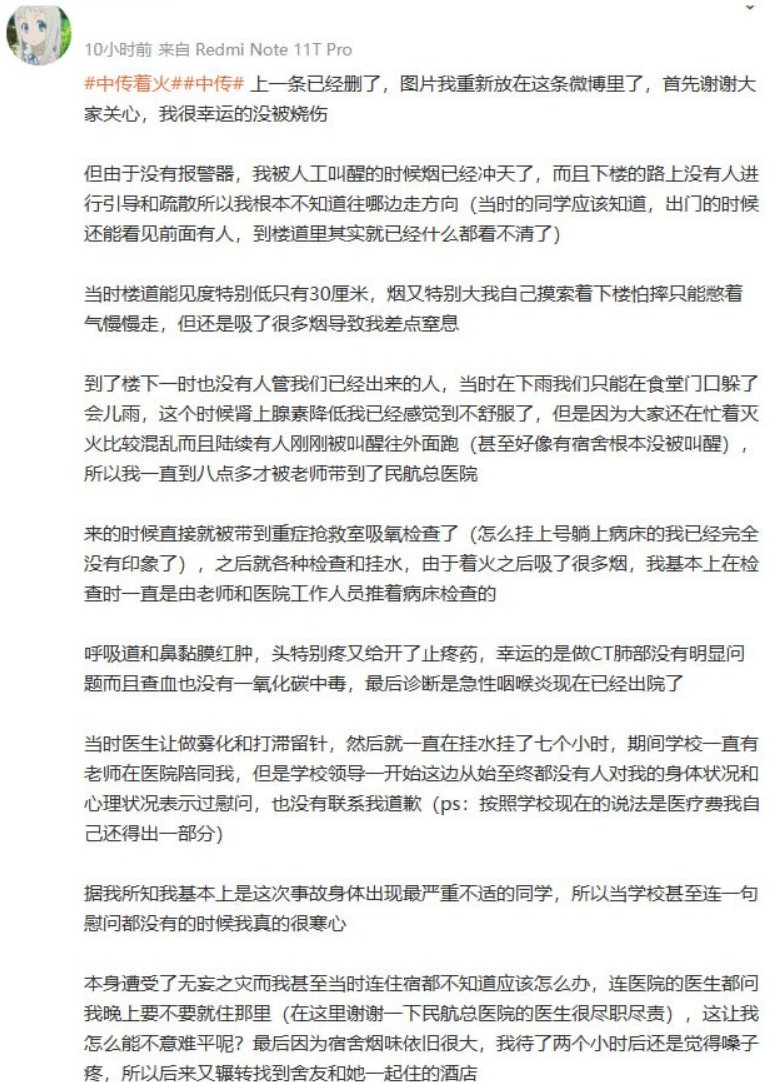 10小时前 来自 Redmi Note 11T Pro
#中传着火##中传# 上一条已经删了，图片我重新放在这条微博里了，首先谢谢大
家关心，我很幸运的没被烧伤
但由于没有报警器，我被人工叫醒的时候烟已经冲天了，而且下楼的路上没有人进
行引导和疏散所以我根本不知道往哪边走方向（当时的同学应该知道，出门的时候
还能看见前面有人，到楼道里其实就已经什么都看不清了）
当时楼道能见度特别低只有30厘米，烟又特别大我自己摸索着下楼怕摔只能憋着
气慢慢走，但还是吸了很多烟导致我差点窒息
到了楼下一时也没有人管我们已经出来的人，当时在下雨我们只能在食堂门口躲了
会儿雨，这个时候肾上腺素降低我已经感觉到不舒服了，但是因为大家还在忙着灭
火比较混乱而且陆续有人刚刚被叫醒往外面跑（甚至好像有宿舍根本没被叫醒），
所以我一直到八点多才被老师带到了民航总医院
来的时候直接就被带到重症抢救室吸氧检查了（怎么挂上号躺上病床的我已经完全
没有印象了），之后就各种检查和挂水，由于着火之后吸了很多烟，我基本上在检
查时一直是由老师和医院工作人员推着病床检查的
呼吸道和鼻黏膜红肿，头特别疼又给开了止疼药，幸运的是做CT肺部没有明显问
题而且查血也没有一氧化碳中毒，最后诊断是急性咽喉炎现在已经出院了
当时医生让做雾化和打滞留针，然后就一直在挂水挂了七个小时，期间学校一直有
老师在医院陪同我，但是学校领导一开始这边从始至终都没有人对我的身体状况和
心理状况表示过慰问，也没有联系我道歉（ps：按照学校现在的说法是医疗费我自
己还得出一部分）
据我所知我基本上是这次事故身体出现最严重不适的同学，所以当学校甚至连一句
慰问都没有的时候我真的很寒心
本身遭受了无妄之灾而我甚至当时连住宿都不知道应该怎么办，连医院的医生都问
我晚上要不要就住那里（在这里谢谢一下民航总医院的医生很尽职尽责），这让我
怎么能不意难平呢？最后因为宿舍烟味依旧很大，我待了两个小时后还是觉得嗓子
疼，所以后来又辗转找到舍友和她一起住的酒店